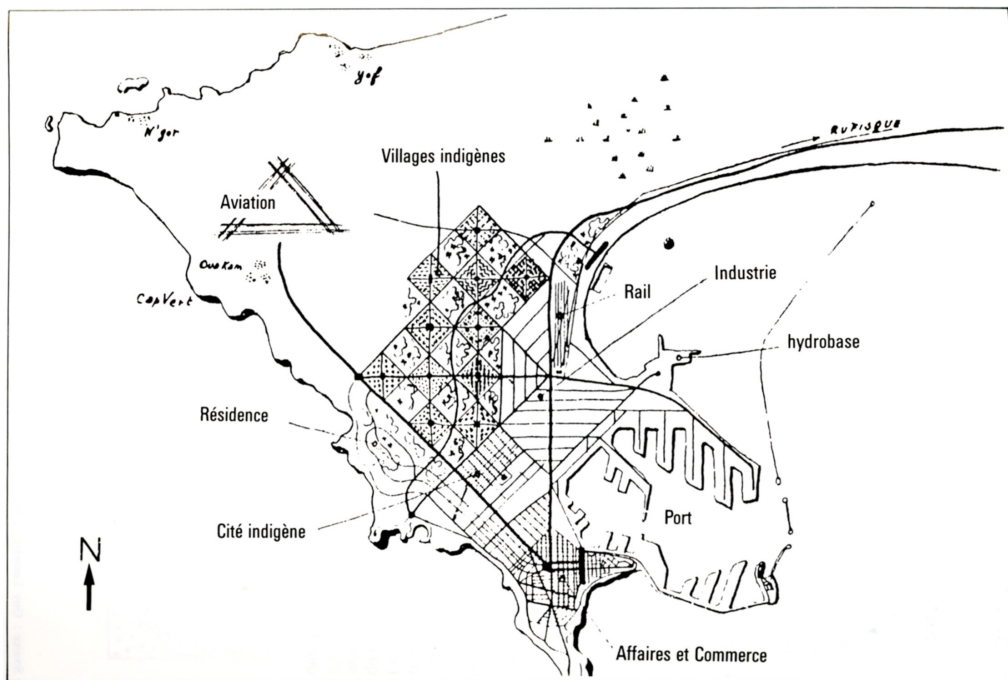 Yof
N'gor
RUFISQUE
Villages indigènes
Aviation
Ouakam
Cap Vert
Rail
Industrie
hydrobase
Résidence
Cité indigène
Port
N
Affaires et Commerce